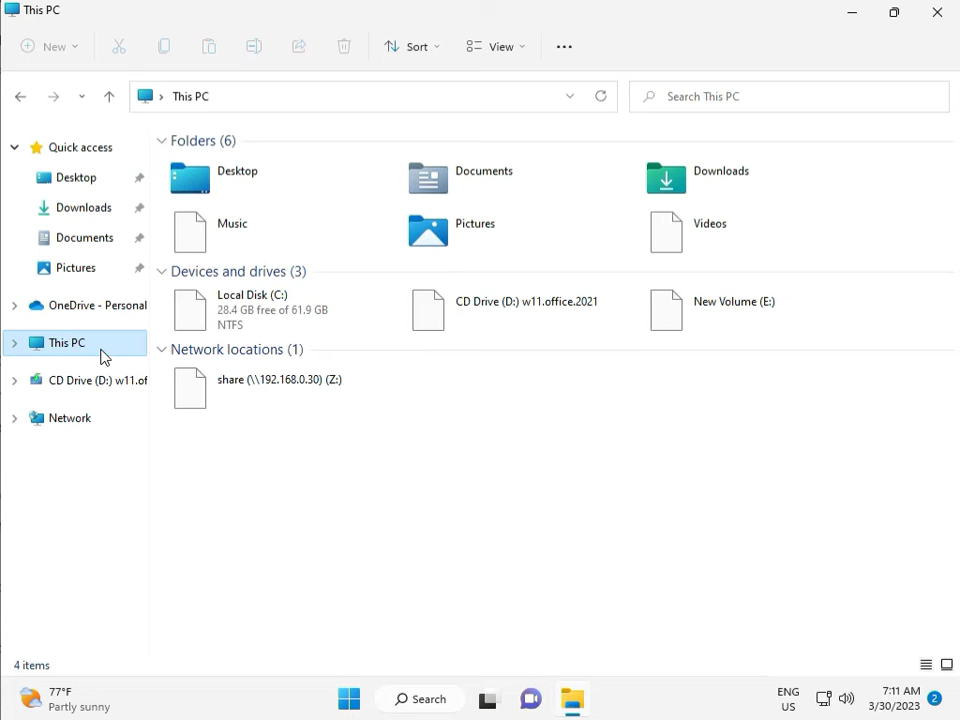 This PC
New
Sort
View
This PC
Search This PC
Quick access
Desktop
Downloads
Documents
Pictures
OneDrive - Personal
This PC
CD Drive (D:) w11.of
Network
Folders (6)
Desktop
Documents
Downloads
Music
Pictures
Videos
Devices and drives (3)
Local Disk (C:)
28.4 GB free of 61.9 GB
NTFS
CD Drive (D:) w11.office.2021
New Volume (E:)
Network locations (1)
share (\\192.168.0.30) (Z:)
4 items
77°F
Partly sunny
Search
ENG
US
7:11 AM
3/30/2023
2